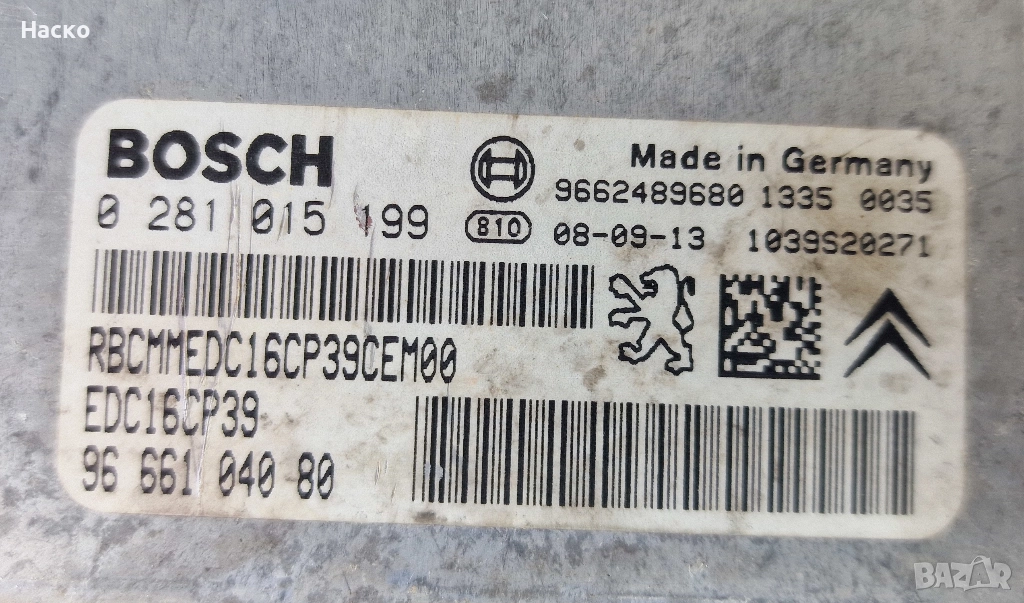 Наско
BOSCH
Made in Germany
9662489680 1335 0035
0 281 015 199
810
08-09-13 1039S20271
RBCMMEDC16CP39CEM00
EDC16CP39
96 661 040 80
BAZAR